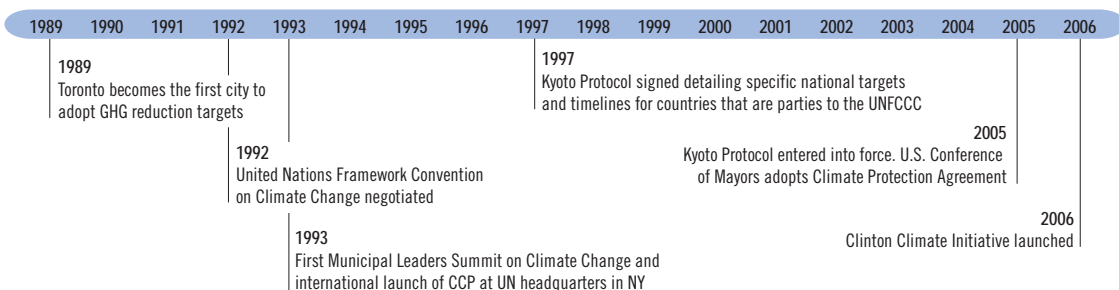 1989 1990 1991 1992 1993 1994 1995 1996 1997 1998 1999 2000 2001 2002 2003 2004 2005 2006
1989
Toronto becomes the first city to
adopt GHG reduction targets
1992
United Nations Framework Convention
on Climate Change negotiated
1993
First Municipal Leaders Summit on Climate Change and
international launch of CCP at UN headquarters in NY
1997
Kyoto Protocol signed detailing specific national targets
and timelines for countries that are parties to the UNFCCC
2005
Kyoto Protocol entered into force. U.S. Conference
of Mayors adopts Climate Protection Agreement
2006
Clinton Climate Initiative launched